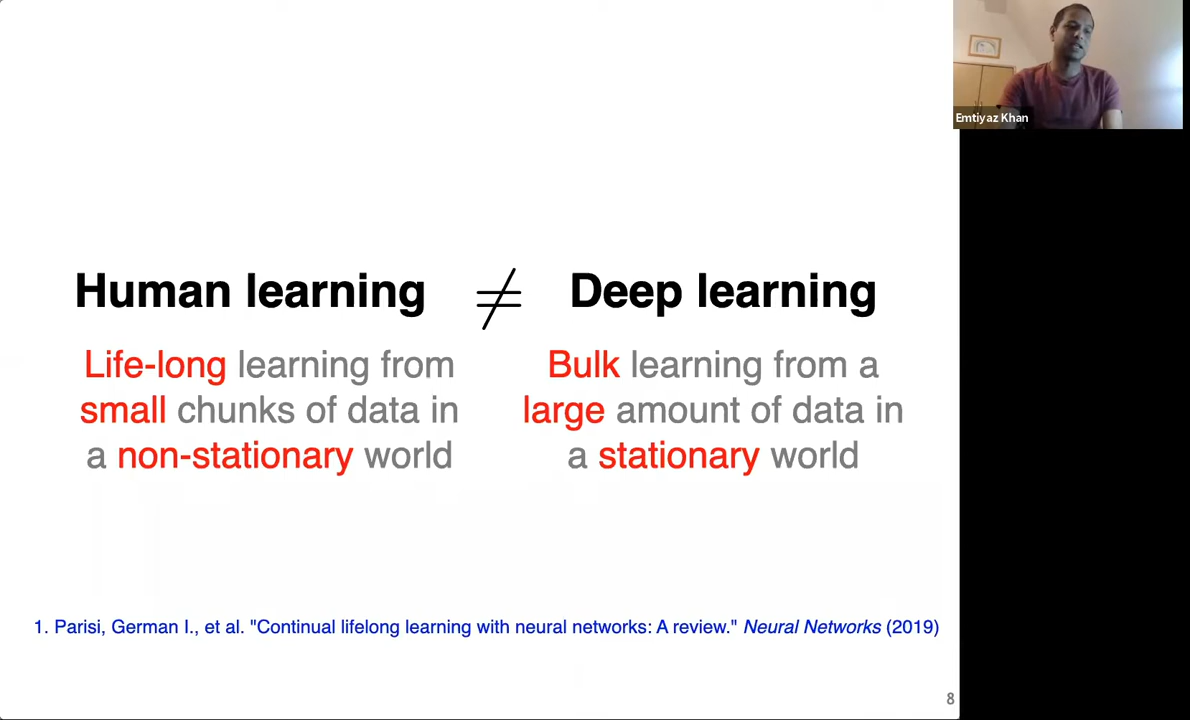 Emtiyaz Khan
Human learning ≠ Deep learning
Life-long learning from
small chunks of data in
a non-stationary world
Bulk learning from a
large amount of data in
a stationary world
1. Parisi, German I., et al. "Continual lifelong learning with neural networks: A review." Neural Networks (2019)
8